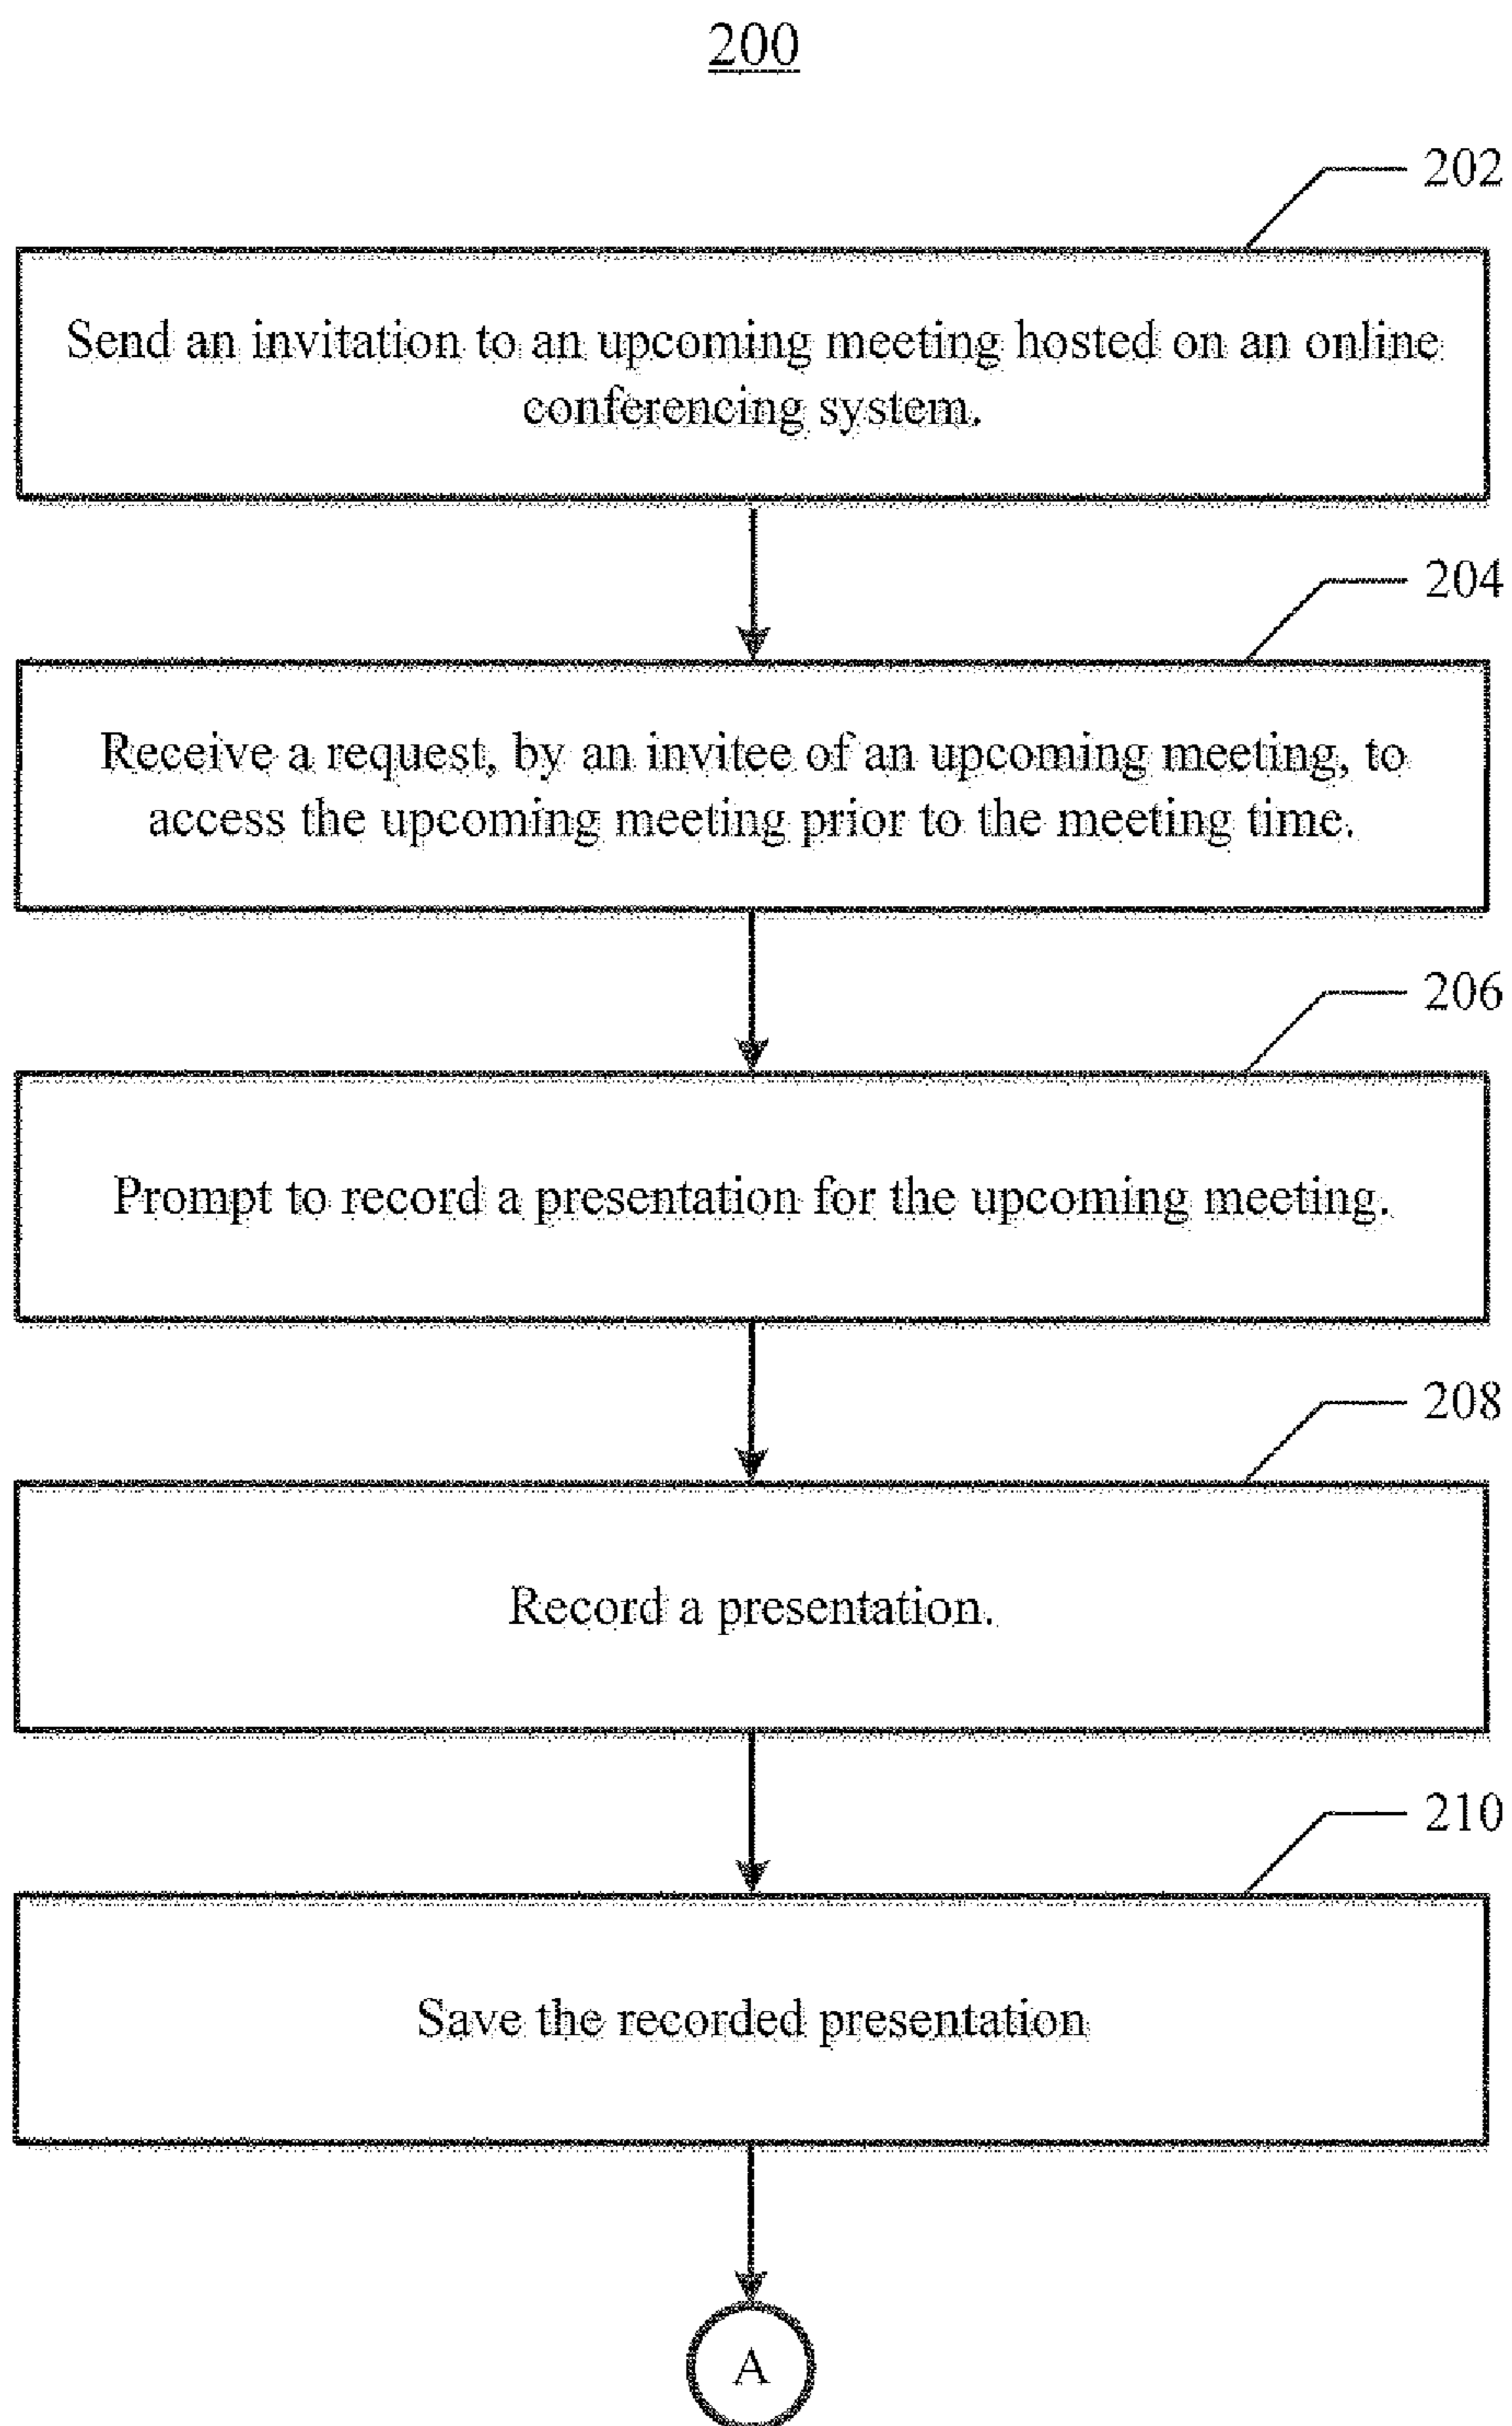 200
202
Send an invitation to an upcoming meeting hosted on an online
conferencing system.
204
Receive a request, by an invitee of an upcoming meeting, to
access the upcoming meeting prior to the meeting time.
206
Prompt to record a presentation for the upcoming meeting.
208
Record a presentation.
210
Save the recorded presentation
A